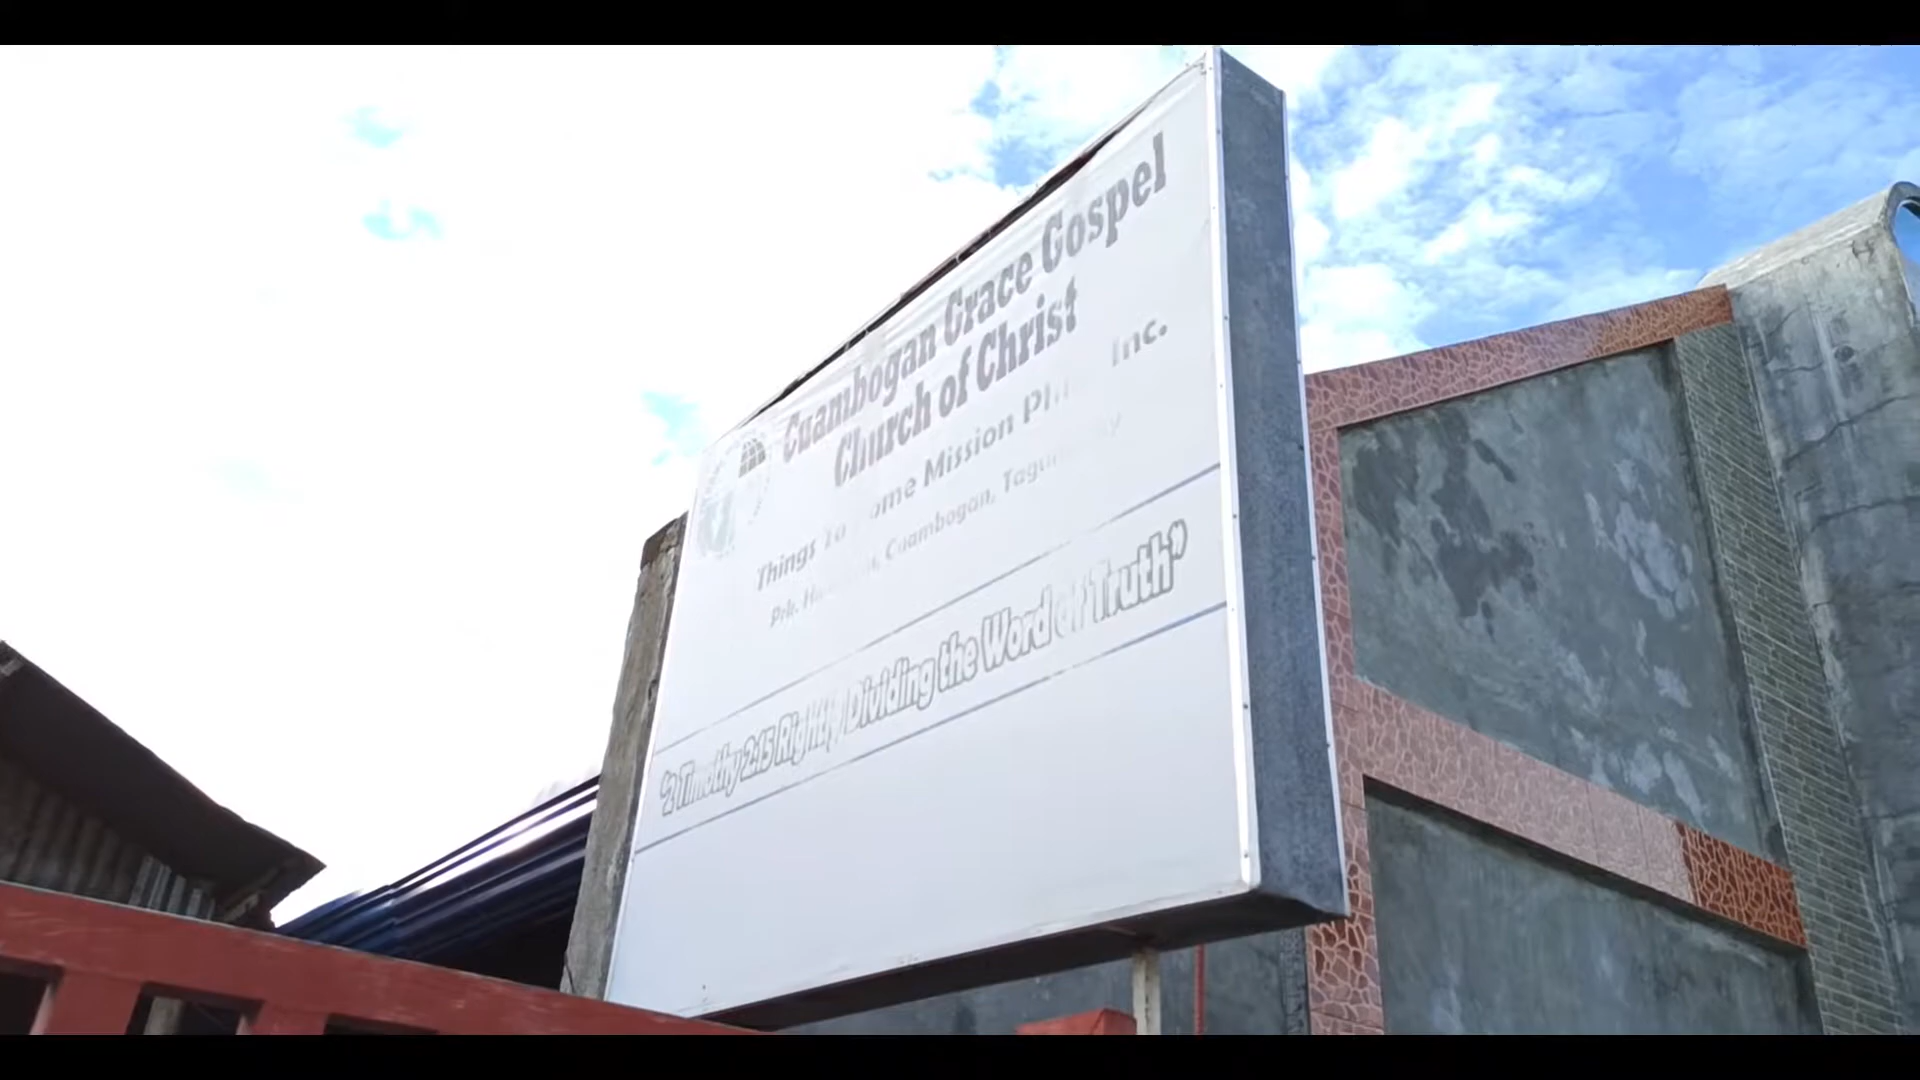 Cuambogan Grace Gospel
Church of Christ
Things To Come Mission Phil. Inc.
Cuambogan,
"2 Timothy 2:15 Rightly Dividing the Word of Truth"